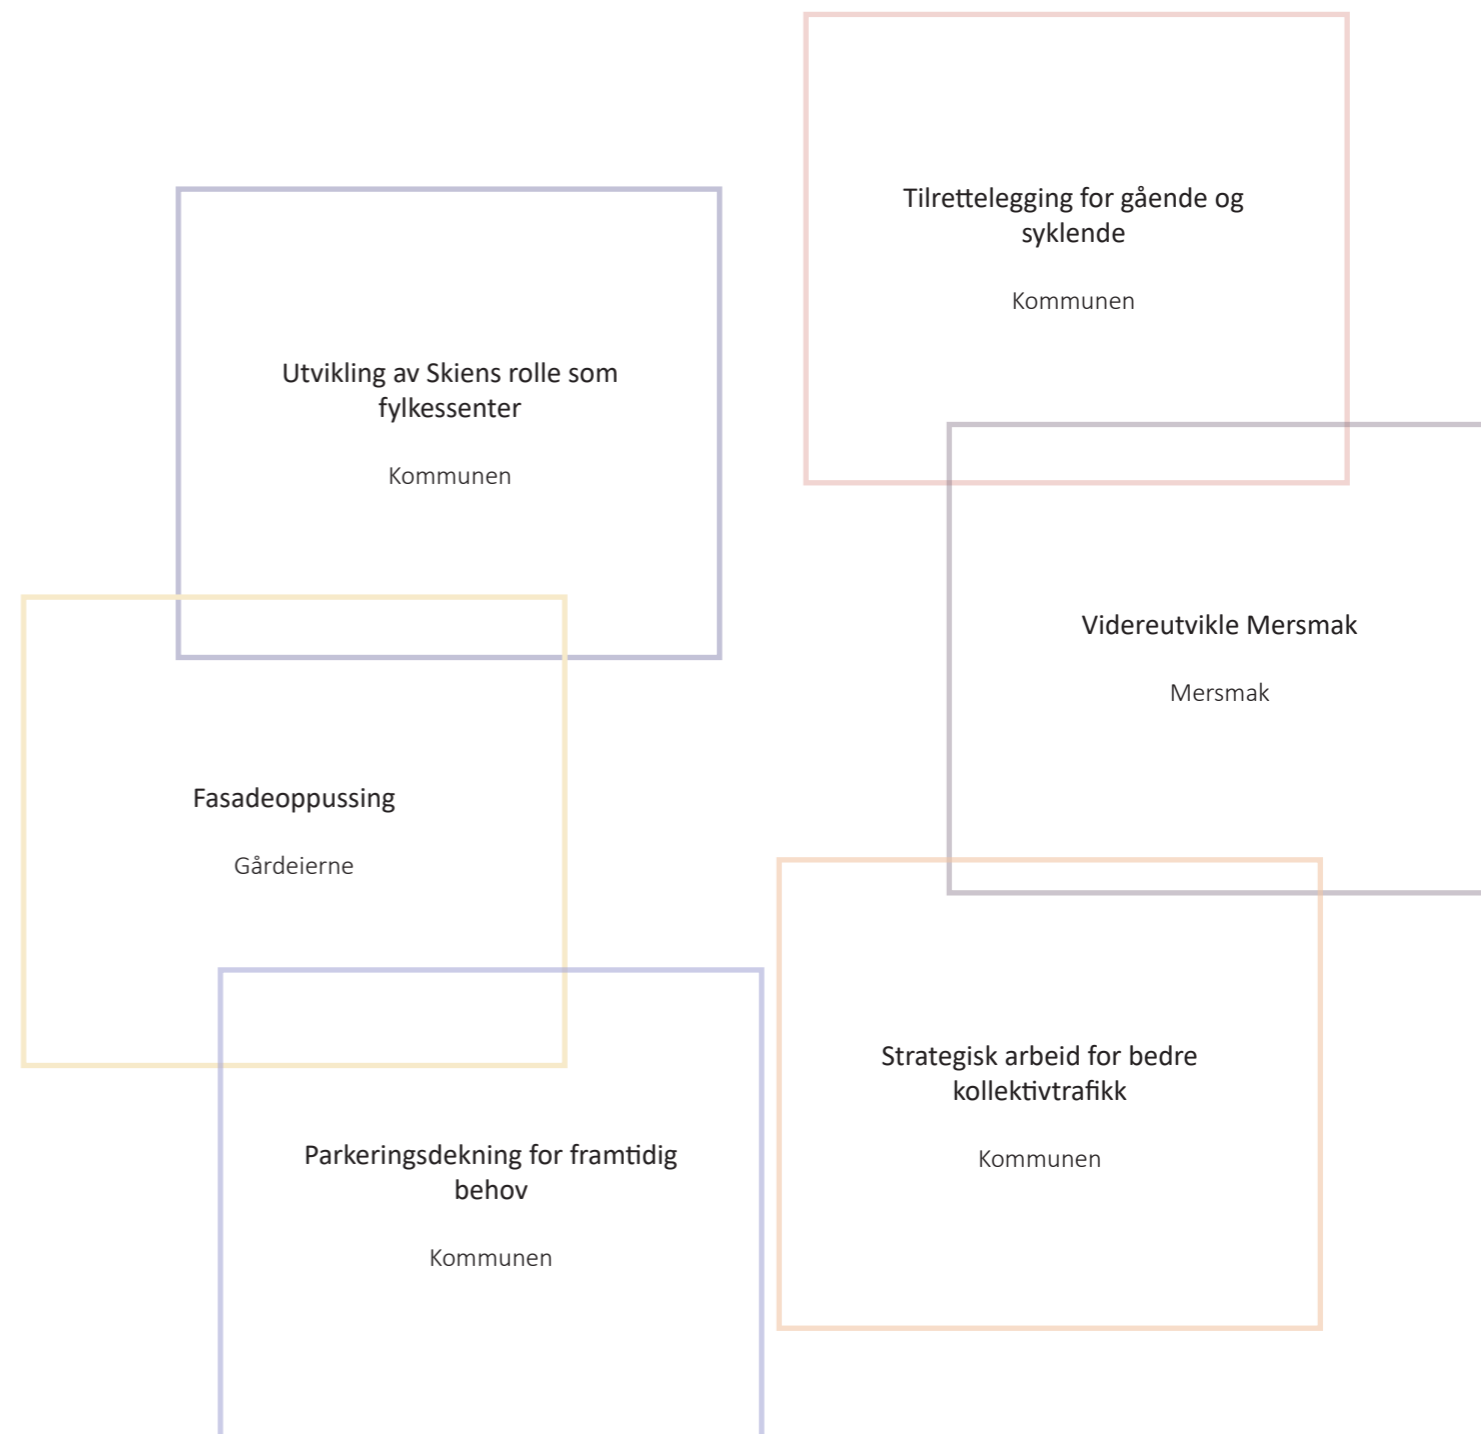 Tilrettelegging for gående og
syklende
Kommunen
Utvikling av Skiens rolle som
fylkessenter
Kommunen
Videreutvikle Mersmak
Mersmak
Fasadeoppussing
Gårdeierne
Strategisk arbeid for bedre
kollektivtrafikk
Kommunen
Parkeringsdekning for framtidig
behov
Kommunen